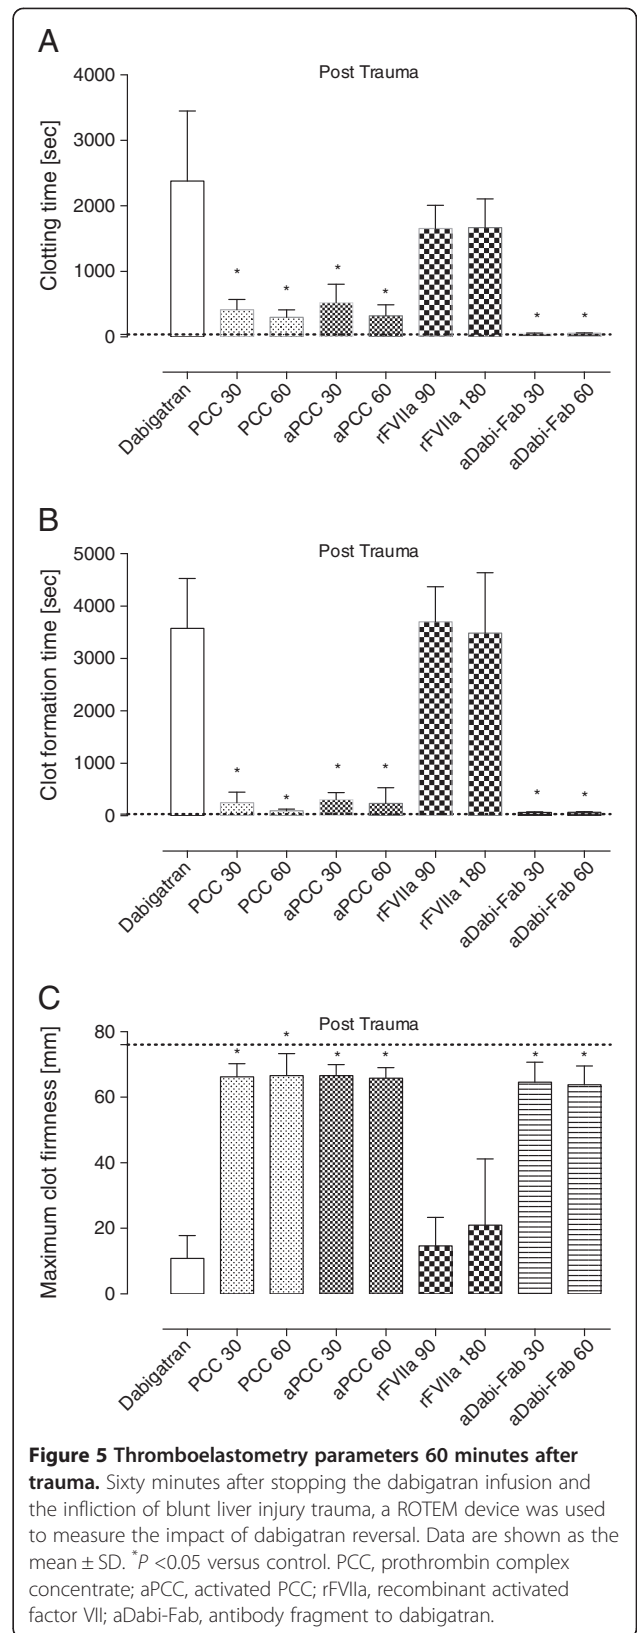 A
Post Trauma
Clotting time [sec]
4000
3000
2000
1000
0
* * * * * *
Dabigatran
PCC 30
PCC 60
aPCC 30
aPCC 60
rFVIIa 90
rFVIIa 180
aDabi-Fab 30
aDabi-Fab 60
B
Post Trauma
Clot formation time [sec]
5000
4000
3000
2000
1000
0
* * * * * *
Dabigatran
PCC 30
PCC 60
aPCC 30
aPCC 60
rFVIIa 90
rFVIIa 180
aDabi-Fab 30
aDabi-Fab 60
C
Post Trauma
Maximum clot firmness [mm]
80
60
40
20
0
* * * * * *
Dabigatran
PCC 30
PCC 60
aPCC 30
aPCC 60
rFVIIa 90
rFVIIa 180
aDabi-Fab 30
aDabi-Fab 60
Figure 5 Thromboelastometry parameters 60 minutes after
trauma. Sixty minutes after stopping the dabigatran infusion and
the infliction of blunt liver injury trauma, a ROTEM device was used
to measure the impact of dabigatran reversal. Data are shown as the
mean ± SD. *P <0.05 versus control. PCC, prothrombin complex
concentrate; aPCC, activated PCC; rFVIIa, recombinant activated
factor VII; aDabi-Fab, antibody fragment to dabigatran.